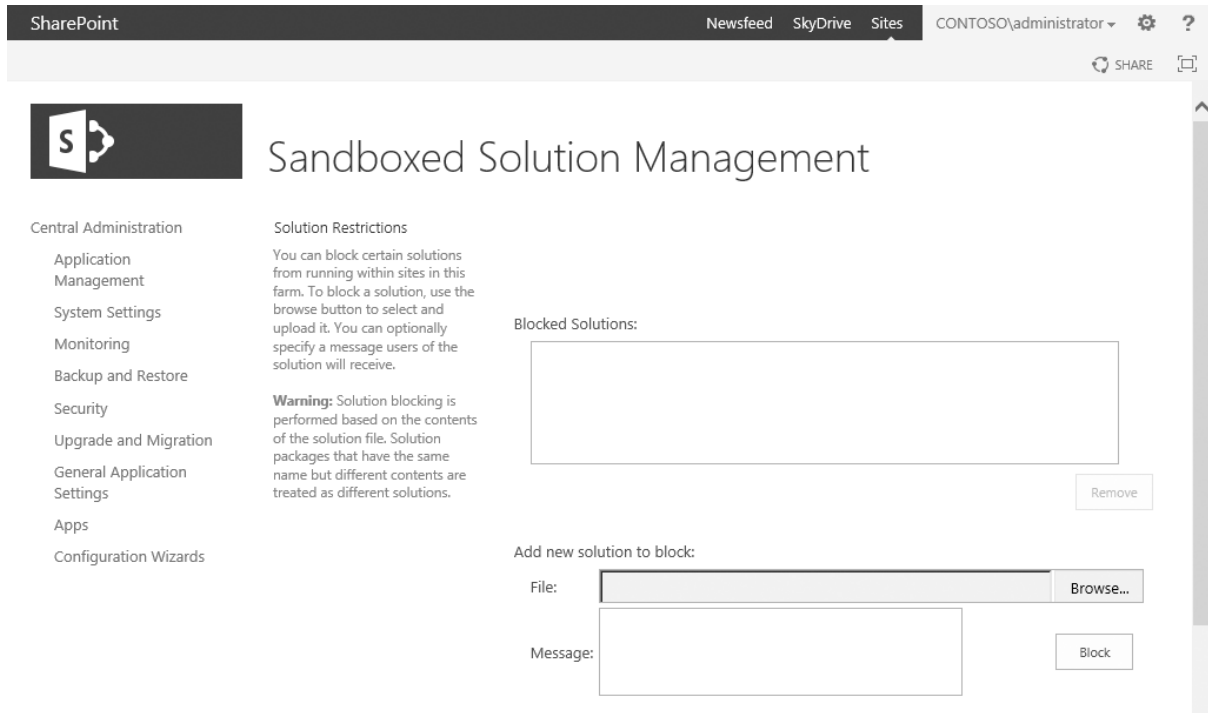 SharePoint
Newsfeed SkyDrive Sites CONTOSO\administrator ?
SHARE
S
Sandboxed Solution Management
Central Administration
Application
Management
System Settings
Monitoring
Backup and Restore
Security
Upgrade and Migration
General Application
Settings
Apps
Configuration Wizards
Solution Restrictions
You can block certain solutions
from running within sites in this
farm. To block a solution, use the
browse button to select and
upload it. You can optionally
specify a message users of the
solution will receive.
Warning: Solution blocking is
performed based on the contents
of the solution file. Solution
packages that have the same
name but different contents are
treated as different solutions.
Blocked Solutions:
Remove
Add new solution to block:
File: Browse...
Message: Block